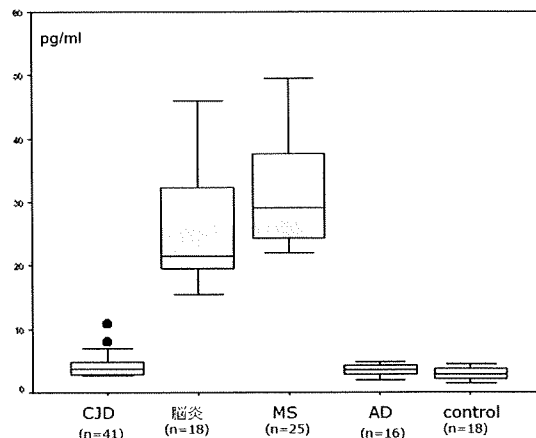 60
pg/ml
50
40
30
20
10
0
CJD 脳炎 MS AD control
(n=41) (n=18) (n=25) (n=16) (n=18)